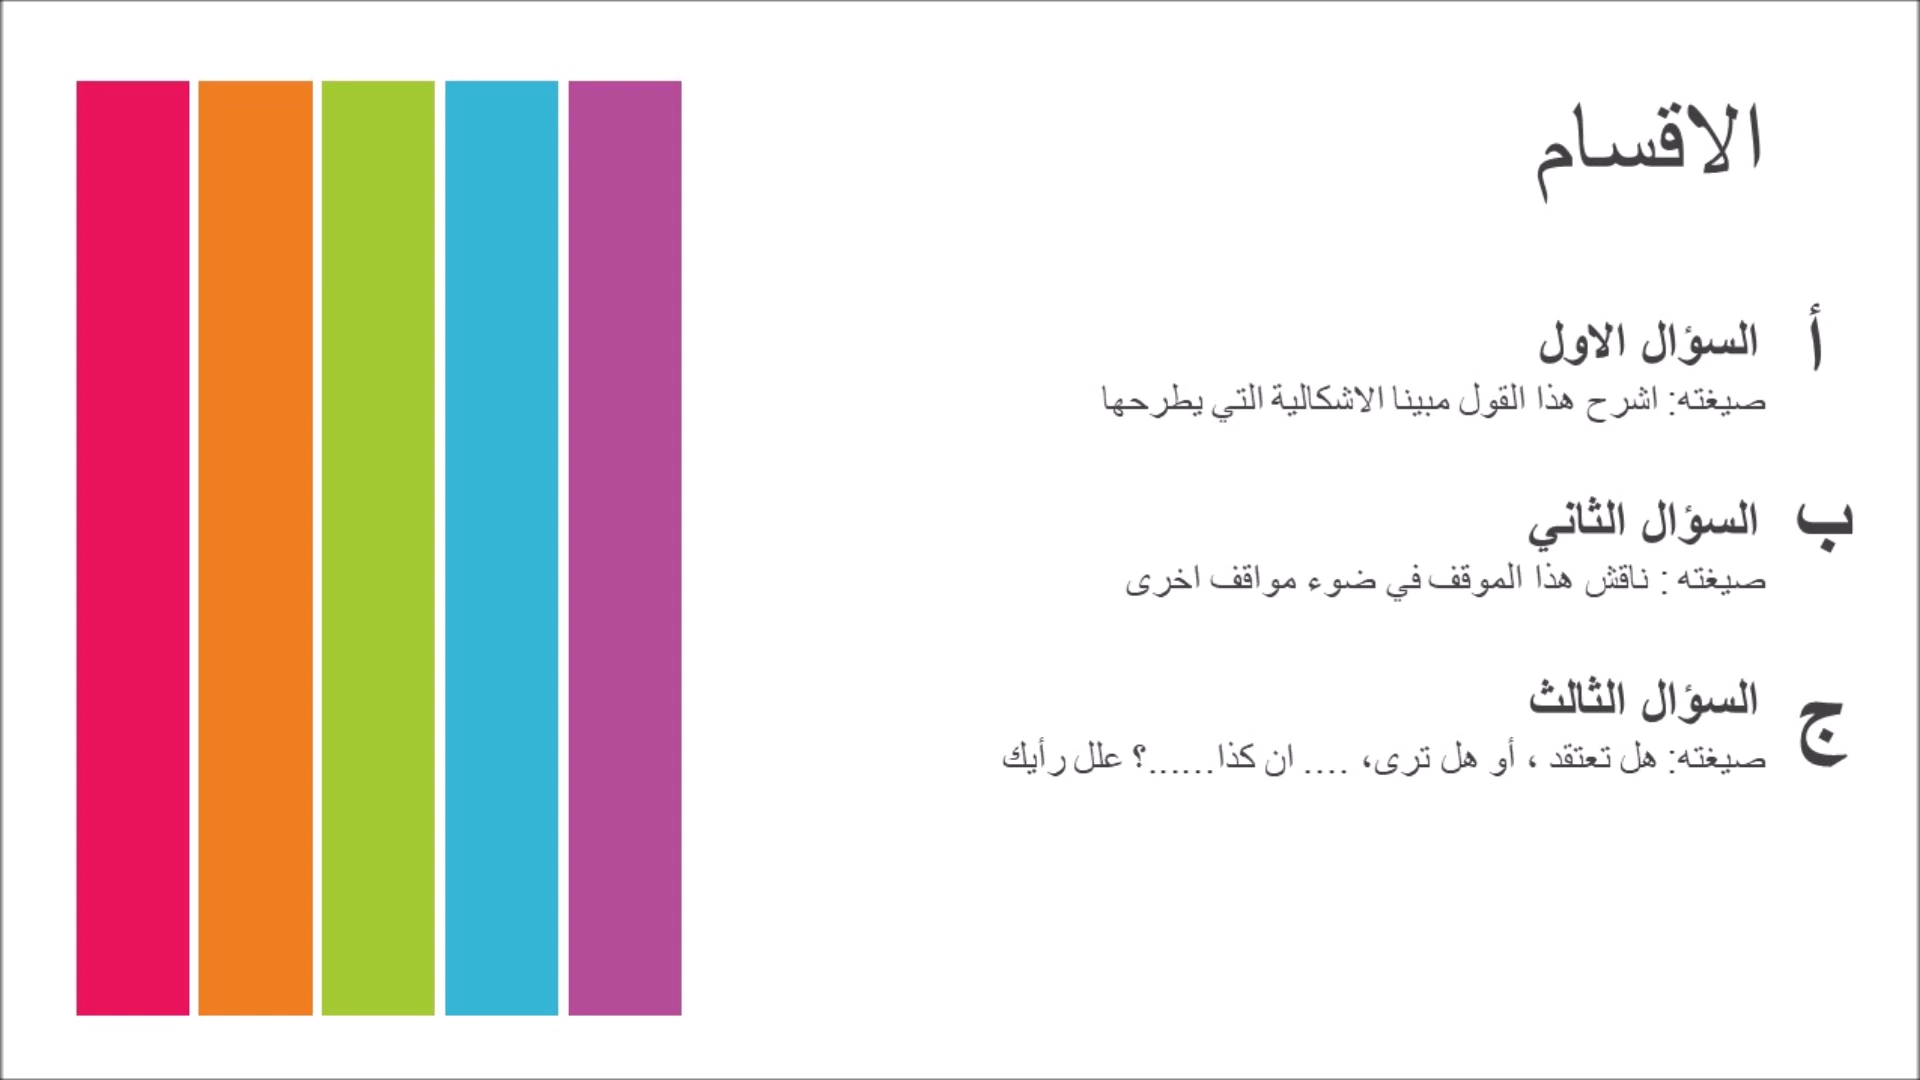 الاقسام
أ السؤال الاول
صيغته: اشرح هذا القول مبينا الاشكالية التي يطرحها
ب السؤال الثاني
صيغته : ناقش هذا الموقف في ضوء مواقف اخرى
ج السؤال الثالث
صيغته: هل تعتقد ، أو هل ترى، .... ان كذا......؟ علل رأيك